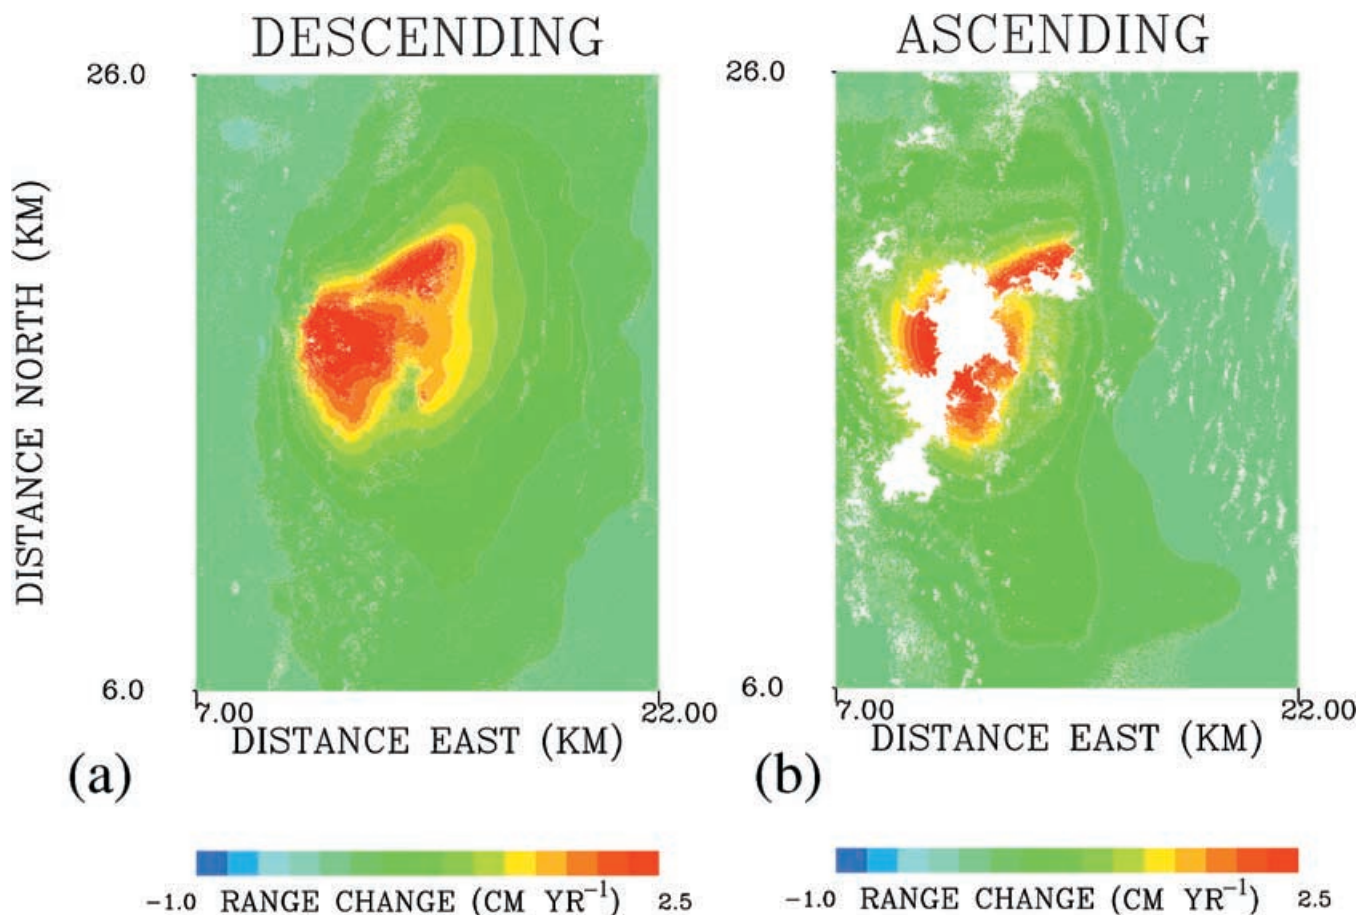 DESCENDING
26.0
DISTANCE NORTH (KM)
6.0
7.00
22.00
DISTANCE EAST (KM)
(a)
-1.0 RANGE CHANGE (CM YR⁻¹) 2.5
ASCENDING
26.0
6.0
7.00
22.00
DISTANCE EAST (KM)
(b)
-1.0 RANGE CHANGE (CM YR⁻¹) 2.5